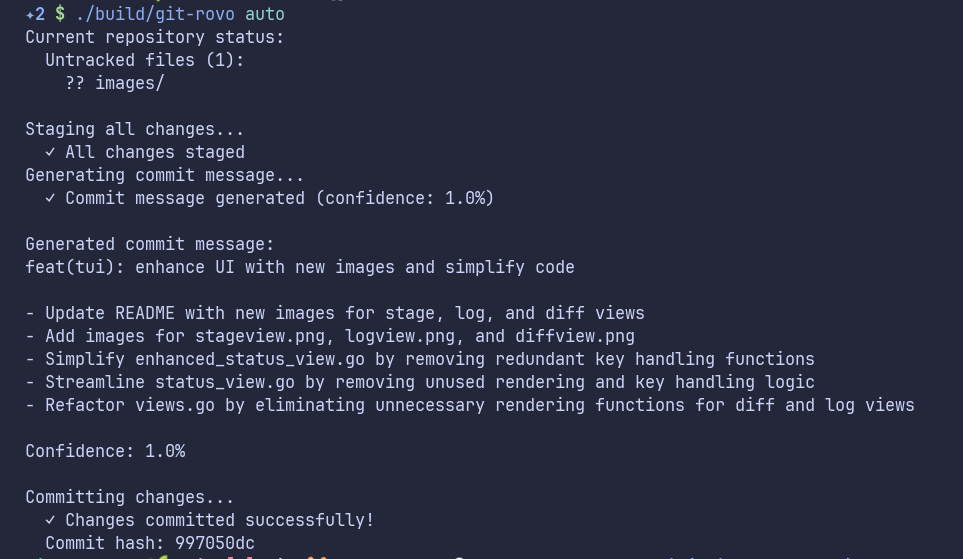 ✦2 $ ./build/git-rovo auto
Current repository status:
Untracked files (1):
?? images/
Staging all changes...
✓ All changes staged
Generating commit message...
✓ Commit message generated (confidence: 1.0%)
Generated commit message:
feat(tui): enhance UI with new images and simplify code
- Update README with new images for stage, log, and diff views
- Add images for stageview.png, logview.png, and diffview.png
- Simplify enhanced_status_view.go by removing redundant key handling functions
- Streamline status_view.go by removing unused rendering and key handling logic
- Refactor views.go by eliminating unnecessary rendering functions for diff and log views
Confidence: 1.0%
Committing changes...
✓ Changes committed successfully!
Commit hash: 997050dc